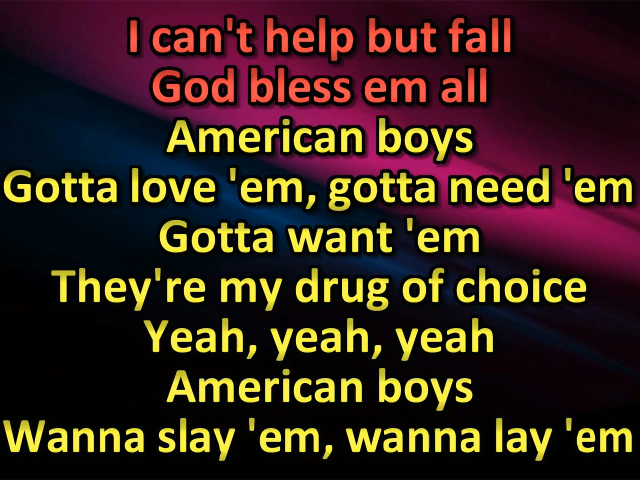 I can't help but fall
God bless em all
American boys
Gotta love 'em, gotta need 'em
Gotta want 'em
They're my drug of choice
Yeah, yeah, yeah
American boys
Wanna slay 'em, wanna lay 'em